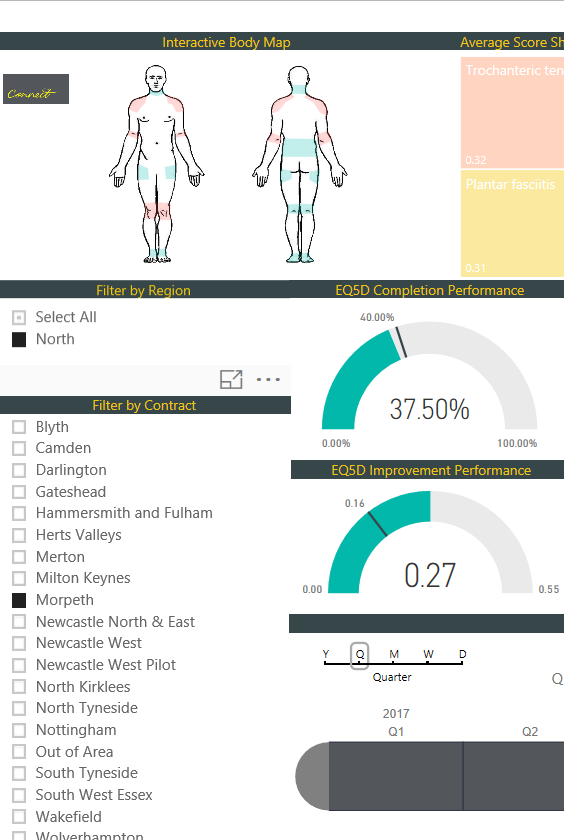 Interactive Body Map
Average Score Sh
Connect
Trochanteric ten
0.32
Plantar fasciitis
0.31
Filter by Region
Select All
North
Filter by Contract
Blyth
Camden
Darlington
Gateshead
Hammersmith and Fulham
Herts Valleys
Merton
Milton Keynes
Morpeth
Newcastle North & East
Newcastle West
Newcastle West Pilot
North Kirklees
North Tyneside
Nottingham
Out of Area
South Tyneside
South West Essex
Wakefield
Wolverhampton
EQ5D Completion Performance
40.00%
37.50%
0.00%
100.00%
EQ5D Improvement Performance
0.16
0.27
0.00
0.55
Y Q M W D
Quarter
Q
2017
Q1 Q2